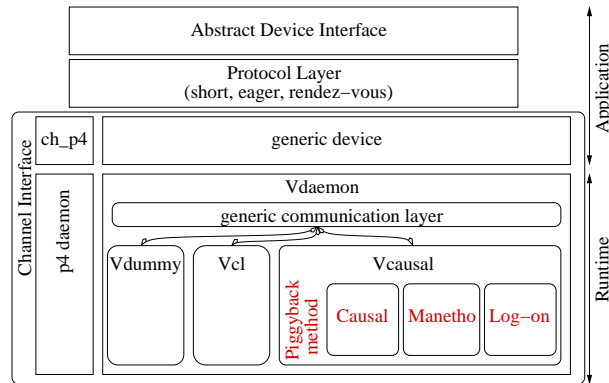 Abstract Device Interface
Protocol Layer
(short, eager, rendez−vous)
Application
Channel Interface
ch_p4
generic device
p4 daemon
Vdaemon
generic communication layer
Runtime
Vdummy
Vcl
Vcausal
Piggyback
method
Causal
Manetho
Log−on